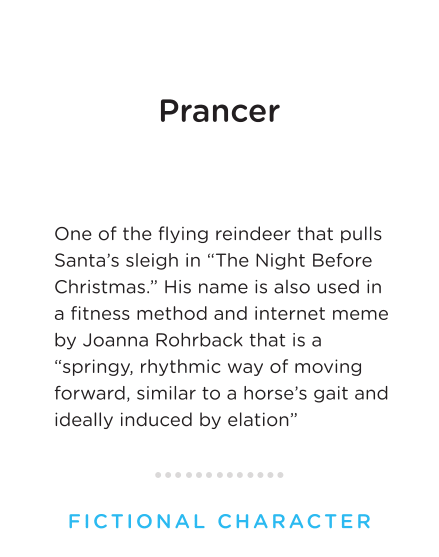 Prancer
One of the flying reindeer that pulls
Santa’s sleigh in “The Night Before
Christmas.” His name is also used in
a fitness method and internet meme
by Joanna Rohrback that is a
“springy, rhythmic way of moving
forward, similar to a horse’s gait and
ideally induced by elation”
FICTIONAL CHARACTER